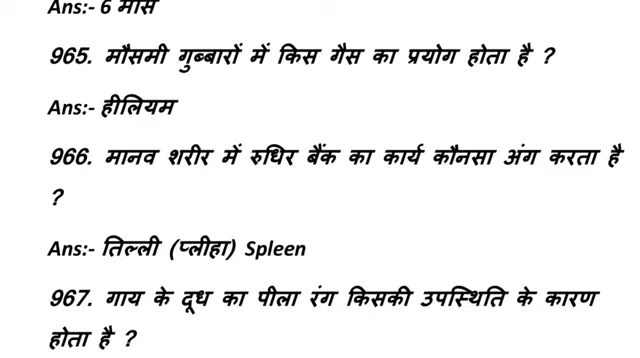 Ans:- 6 मास
965. मौसमी गुब्बारों में किस गैस का प्रयोग होता है ?
Ans:- हीलियम
966. मानव शरीर में रुधिर बैंक का कार्य कौनसा अंग करता है
?
Ans:- तिल्ली (प्लीहा) Spleen
967. गाय के दूध का पीला रंग किसकी उपस्थिति के कारण
होता है ?